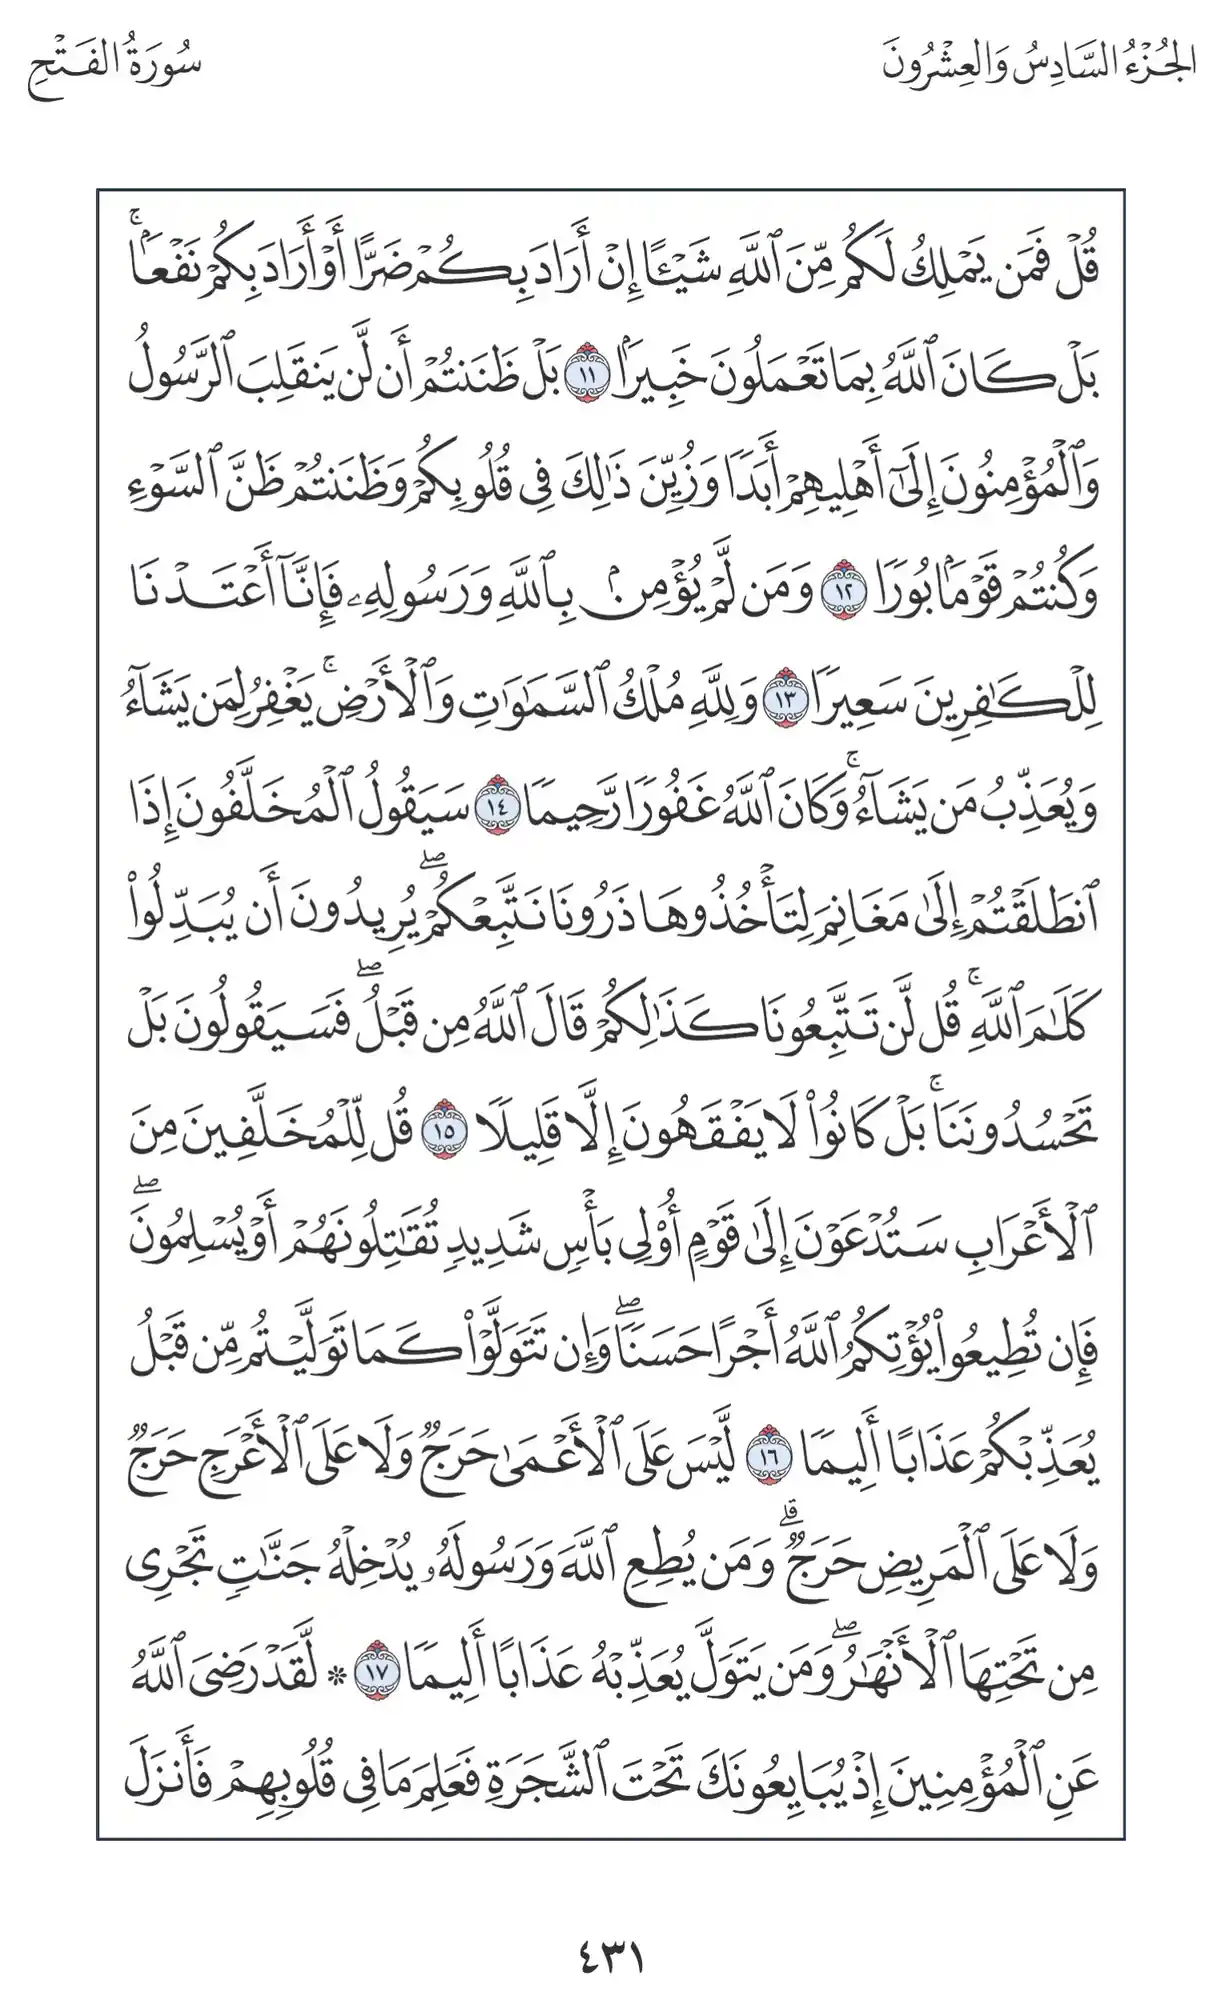 الجُزْءُ السَّادِسُ وَالعِشْرُونَ
سُورَةُ الفَتْحِ
قُلْ فَمَن يَمْلِكُ لَكُم مِّنَ ٱللَّهِ شَيْـًٔا إِنْ أَرَادَ بِكُمْ ضَرًّا أَوْ أَرَادَ بِكُمْ نَفْعَۢاۚ
بَلْ كَانَ ٱللَّهُ بِمَا تَعْمَلُونَ خَبِيرَۢا ١١ بَلْ ظَنَنتُمْ أَن لَّن يَنقَلِبَ ٱلرَّسُولُ
وَٱلْمُؤْمِنُونَ إِلَىٰٓ أَهْلِيهِمْ أَبَدًا وَزُيِّنَ ذَٰلِكَ فِى قُلُوبِكُمْ وَظَنَنتُمْ ظَنَّ ٱلسَّوْءِ
وَكُنتُمْ قَوْمَۢا بُورًا ١٢ وَمَن لَّمْ يُؤْمِنۢ بِٱللَّهِ وَرَسُولِهِۦ فَإِنَّآ أَعْتَدْنَا
لِلْكَـٰفِرِينَ سَعِيرًا ١٣ وَلِلَّهِ مُلْكُ ٱلسَّمَـٰوَٰتِ وَٱلْأَرْضِۚ يَغْفِرُ لِمَن يَشَآءُ
وَيُعَذِّبُ مَن يَشَآءُۚ وَكَانَ ٱللَّهُ غَفُورًا رَّحِيمًا ١٤ سَيَقُولُ ٱلْمُخَلَّفُونَ إِذَا
ٱنطَلَقْتُمْ إِلَىٰ مَغَانِمَ لِتَأْخُذُوهَا ذَرُونَا نَتَّبِعْكُمْۖ يُرِيدُونَ أَن يُبَدِّلُوا۟
كَلَـٰمَ ٱللَّهِۚ قُل لَّن تَتَّبِعُونَا كَذَٰلِكُمْ قَالَ ٱللَّهُ مِن قَبْلُۖ فَسَيَقُولُونَ بَلْ
تَحْسُدُونَنَاۚ بَلْ كَانُوا۟ لَا يَفْقَهُونَ إِلَّا قَلِيلًا ١٥ قُل لِّلْمُخَلَّفِينَ مِنَ
ٱلْأَعْرَابِ سَتُدْعَوْنَ إِلَىٰ قَوْمٍ أُو۟لِى بَأْسٍ شَدِيدٍ تُقَـٰتِلُونَهُمْ أَوْ يُسْلِمُونَۖ
فَإِن تُطِيعُوا۟ يُؤْتِكُمُ ٱللَّهُ أَجْرًا حَسَنًاۖ وَإِن تَتَوَلَّوْا۟ كَمَا تَوَلَّيْتُم مِّن قَبْلُ
يُعَذِّبْكُمْ عَذَابًا أَلِيمًا ١٦ لَّيْسَ عَلَى ٱلْأَعْمَىٰ حَرَجٌ وَلَا عَلَى ٱلْأَعْرَجِ حَرَجٌ
وَلَا عَلَى ٱلْمَرِيضِ حَرَجٌۗ وَمَن يُطِعِ ٱللَّهَ وَرَسُولَهُۥ يُدْخِلْهُ جَنَّـٰتٍ تَجْرِى
مِن تَحْتِهَا ٱلْأَنْهَـٰرُۖ وَمَن يَتَوَلَّ يُعَذِّبْهُ عَذَابًا أَلِيمًا ١٧ * لَّقَدْ رَضِىَ ٱللَّهُ
عَنِ ٱلْمُؤْمِنِينَ إِذْ يُبَايِعُونَكَ تَحْتَ ٱلشَّجَرَةِ فَعَلِمَ مَا فِى قُلُوبِهِمْ فَأَنزَلَ
٤٣١